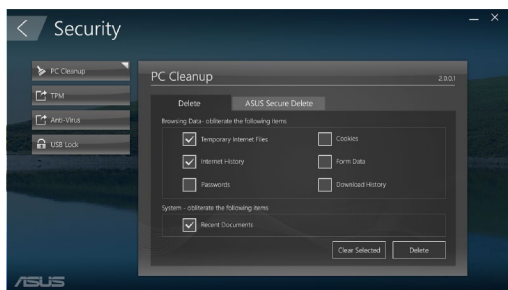 Security
PC Cleanup
TPM
Anti-Virus
USB Lock
PC Cleanup
2.0.0.1
Delete
ASUS Secure Delete
Browsing Data- obliterate the following items
Temporary Internet Files
Cookies
Internet History
Form Data
Passwords
Download History
System - obliterate the following items
Recent Documents
Clear Selected
Delete
ASUS